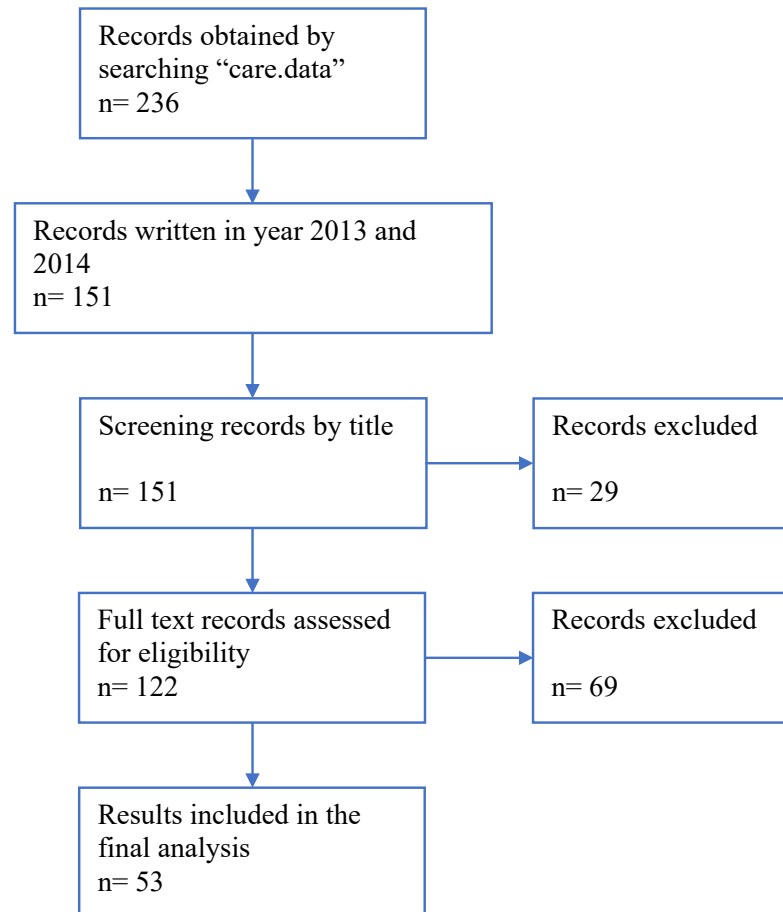 Records obtained by
searching “care.data”
n= 236
Records written in year 2013 and
2014
n= 151
Screening records by title
n= 151
Records excluded
n= 29
Full text records assessed
for eligibility
n= 122
Records excluded
n= 69
Results included in the
final analysis
n= 53